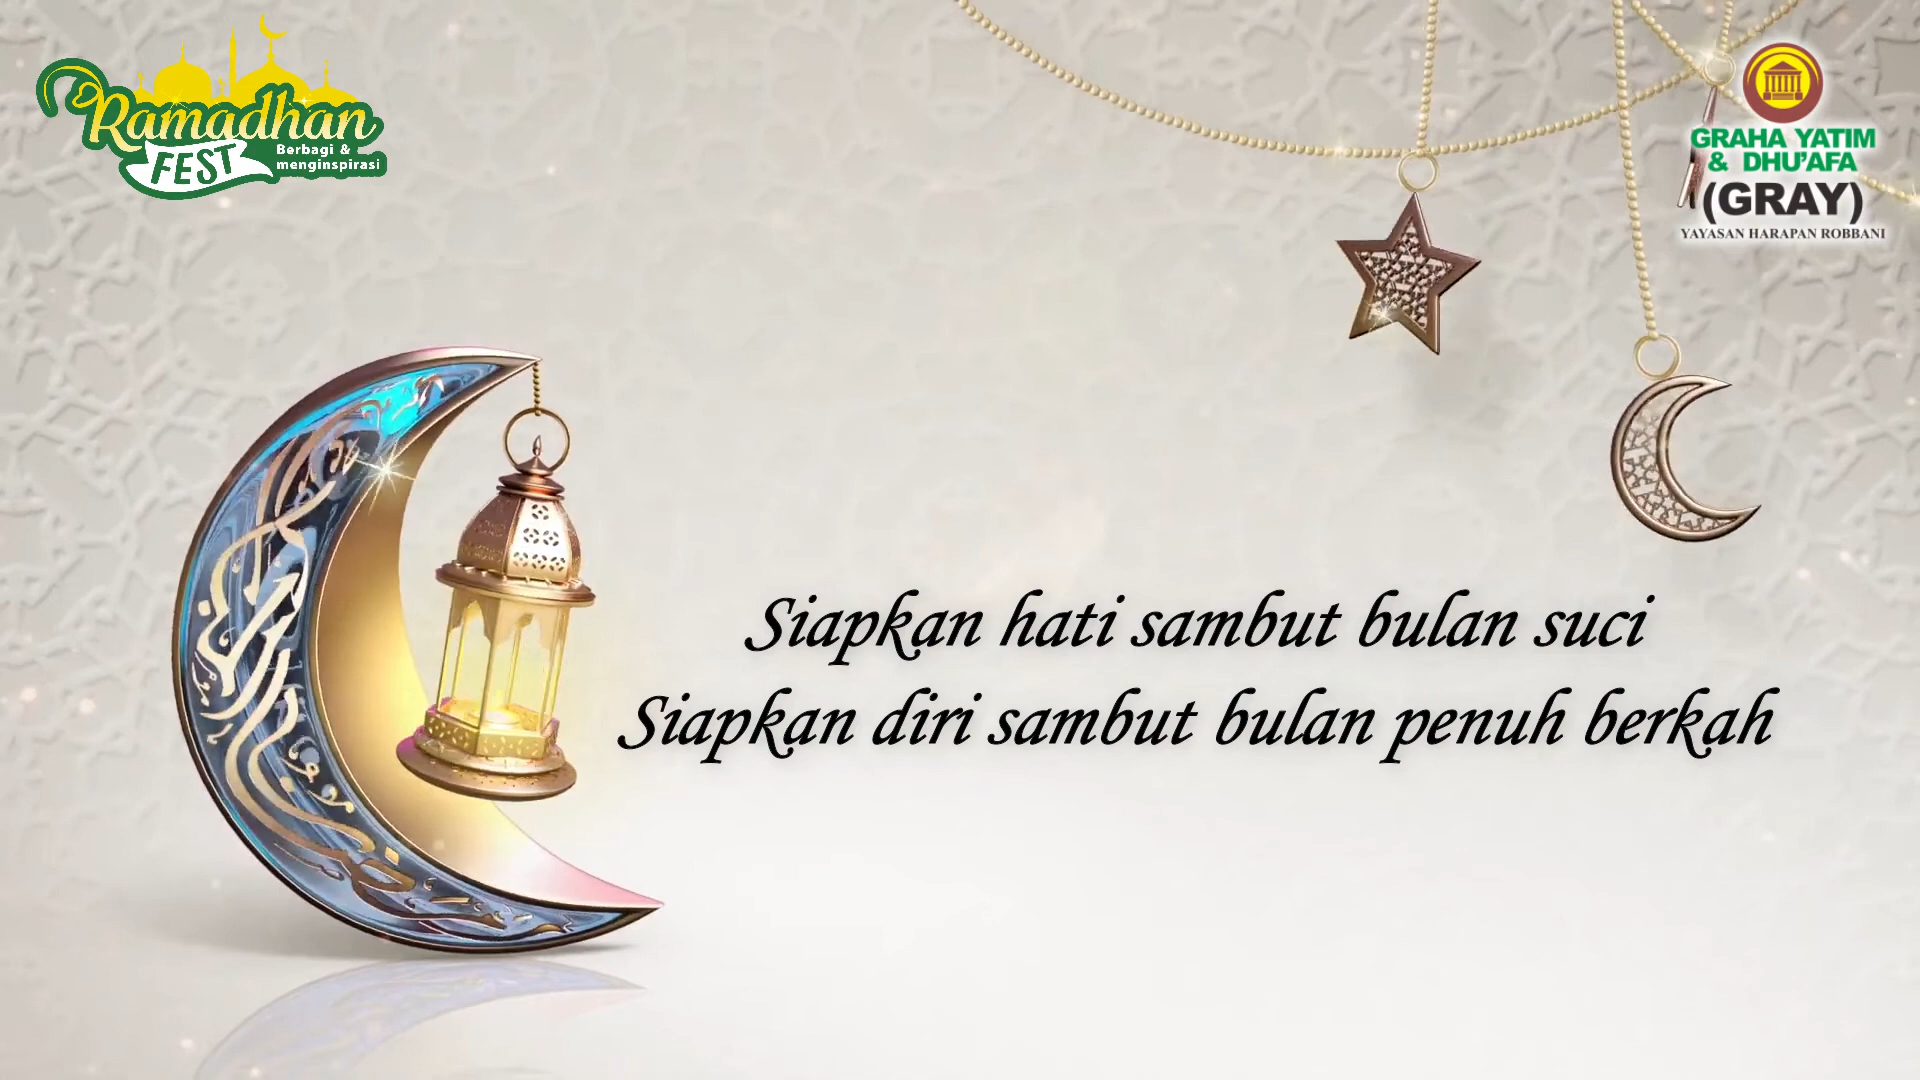 Ramadhan
FEST
Berbagi &
menginspirasi
GRAHA YATIM
& DHU'AFA
(GRAY)
YAYASAN HARAPAN ROBBANI
Siapkan hati sambut bulan suci
Siapkan diri sambut bulan penuh berkah